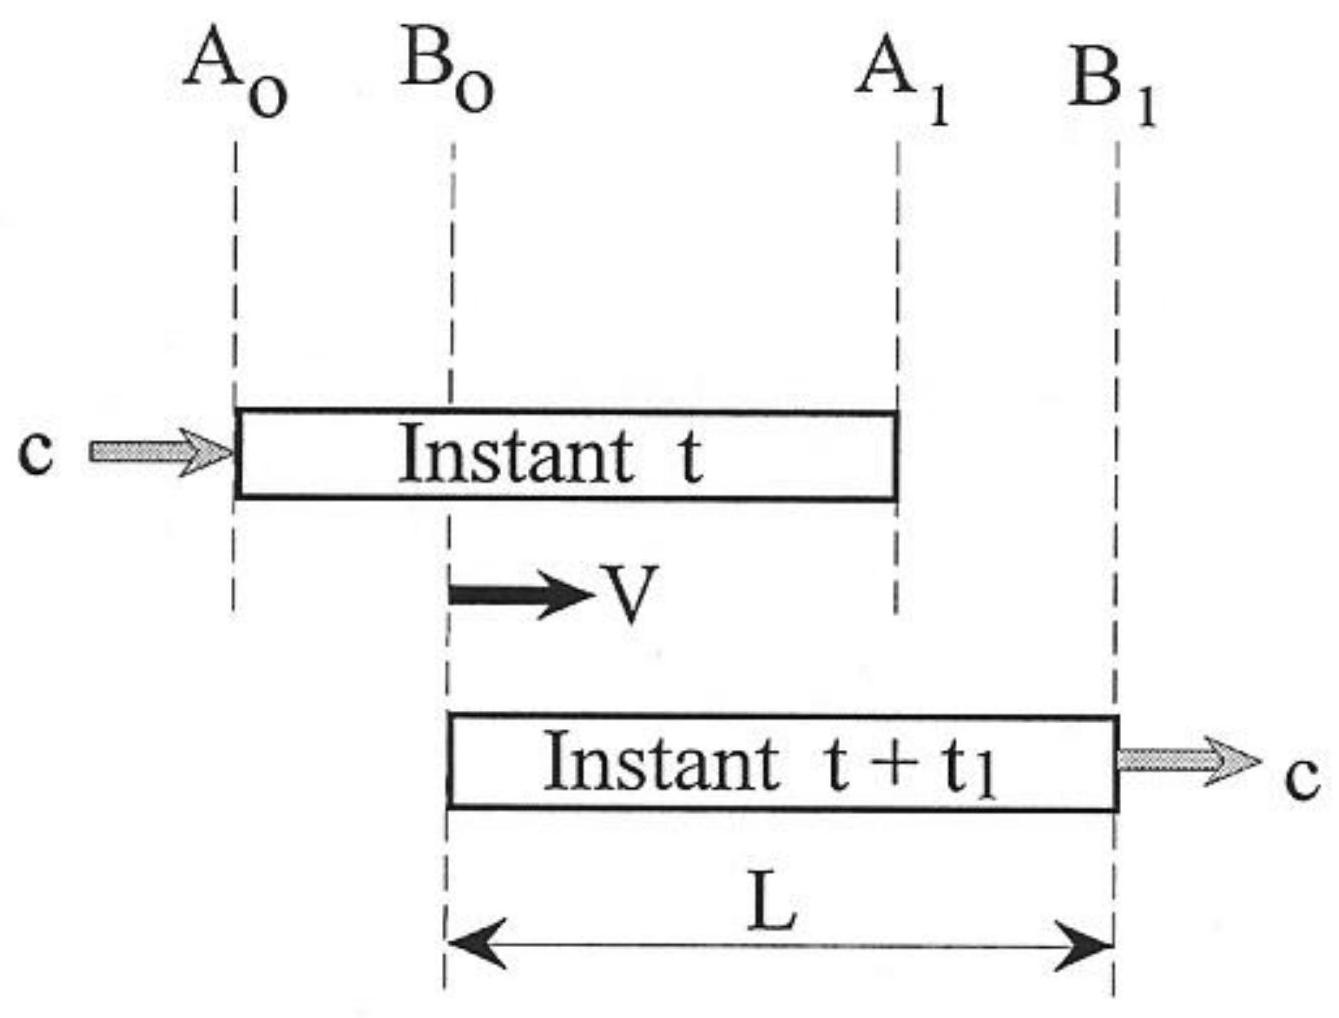 A₀ B₀ A₁ B₁
c Instant t
V
Instant t + t₁ c
L